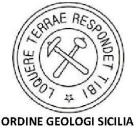 LOQUERE TERRAE RESPONDET TIBI
ORDINE GEOLOGI SICILIA